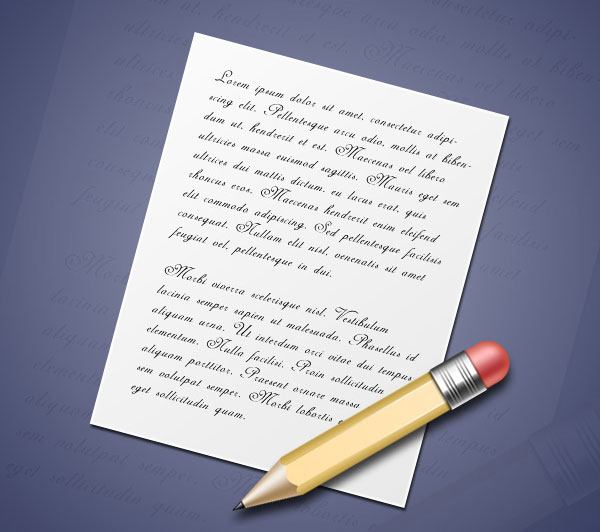 Lorem ipsum dolor sit amet, consectetur adipi-
scing elit. Pellentesque arcu odio, mollis at biben-
dum ut, hendrerit et est. Maecenas vel libero
ultricies massa euismod sagittis. Mauris eget sem
ultrices dui mattis dictum, eu lacus erat, quis
rhoncus eros. Maecenas hendrerit enim eleifend
elit commodo adipiscing. Sed pellentesque facilisis
consequat. Nullam elit nisl, venenatis sit amet
feugiat vel, pellentesque in dui.
Morbi viverra scelerisque nisl. Vestibulum
lacinia semper sapien ut malesuada. Phasellus id
aliquam urna. Ut interdum orci vitae dui tempus
elementum. Nulla facilisi. Proin sollicitudin
aliquam porttitor. Praesent ornare massa
sem volutpat semper. Morbi lobortis
eget sollicitudin quam.